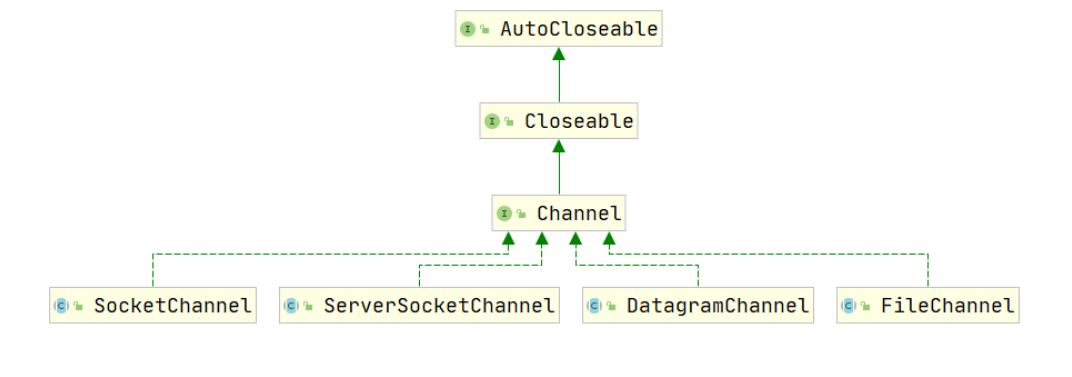 AutoCloseable
Closeable
Channel
SocketChannel
ServerSocketChannel
DatagramChannel
FileChannel